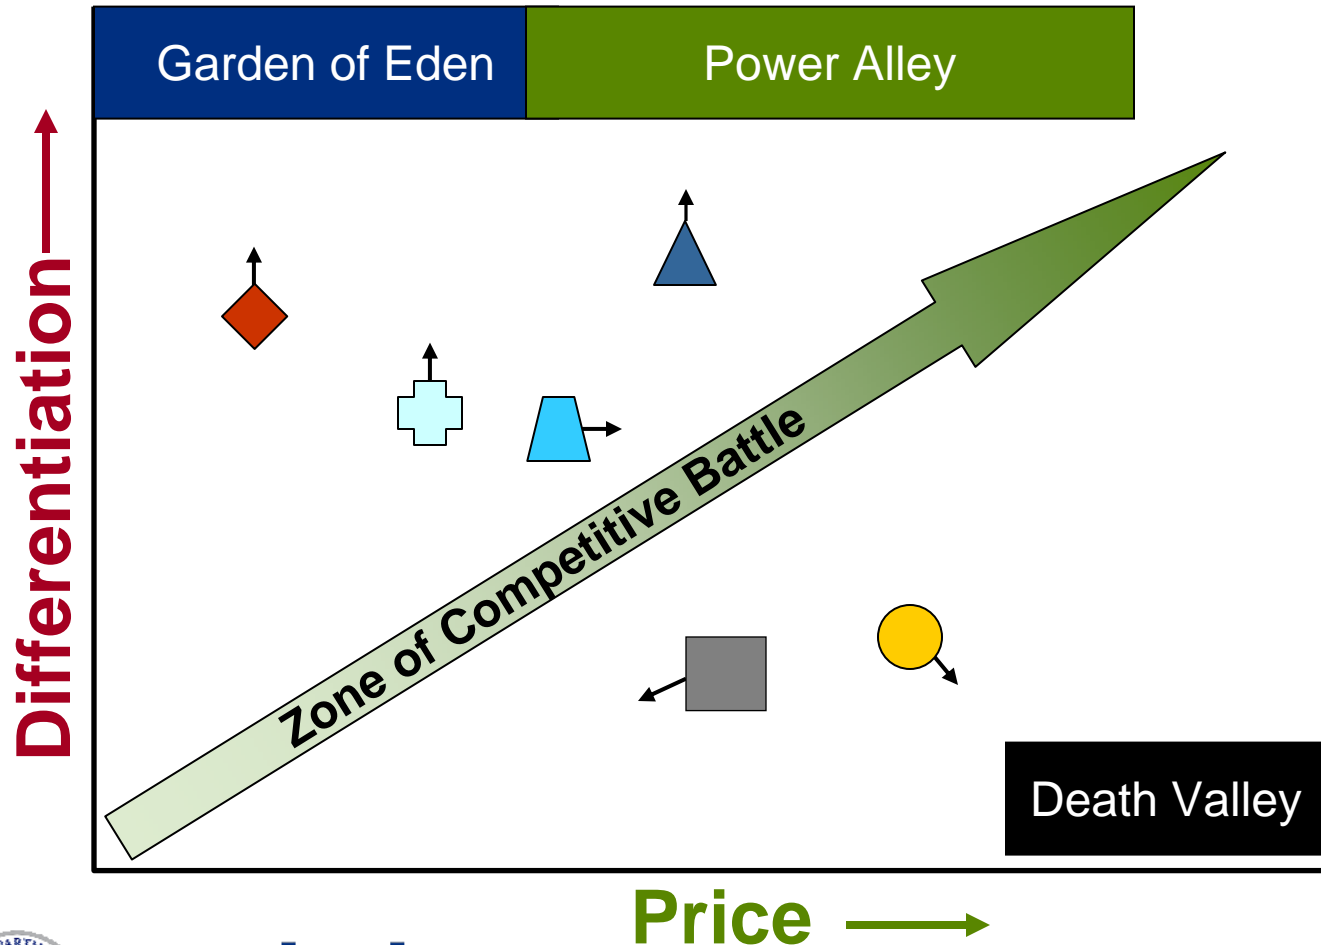 Garden of Eden
Power Alley
Differentiation
Zone of Competitive Battle
Death Valley
Price